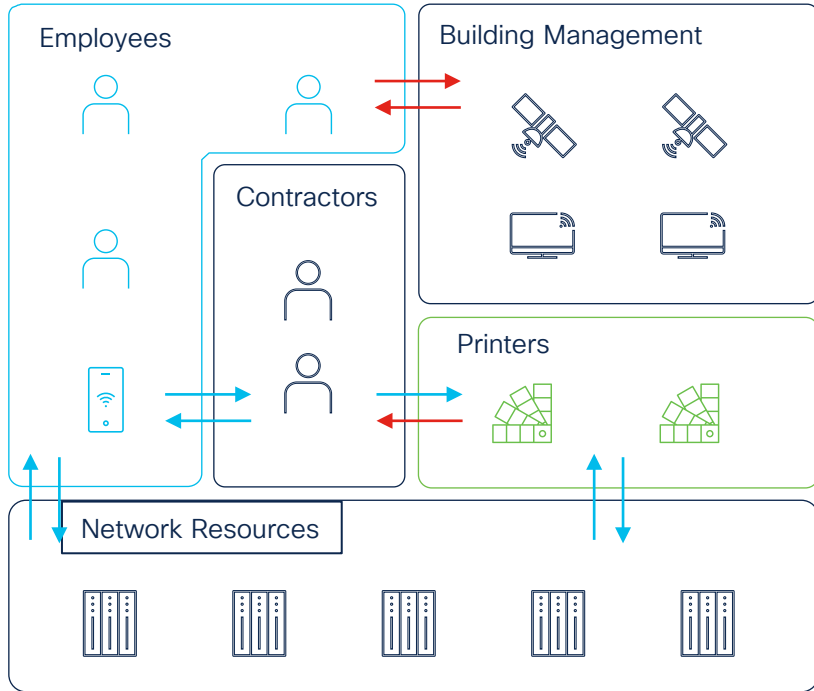 Employees
Building Management
Contractors
Printers
Network Resources